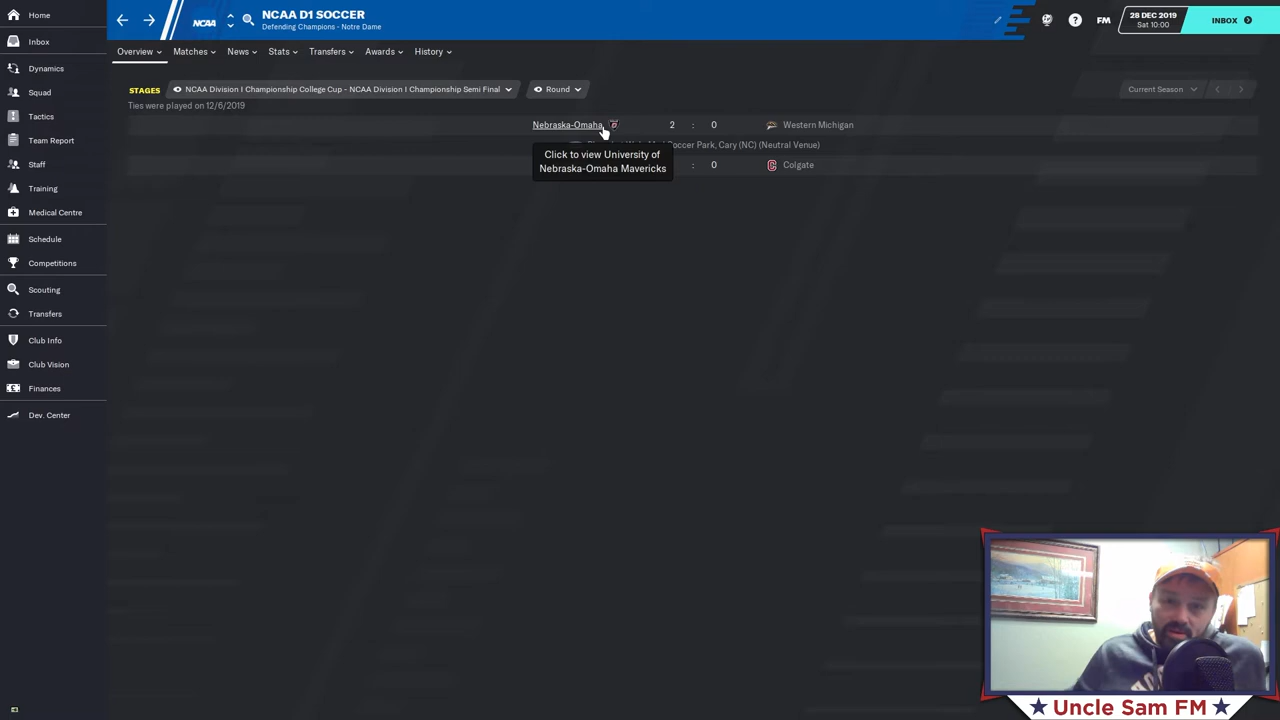 Home
Inbox
Dynamics
Squad
Tactics
Team Report
Staff
Training
Medical Centre
Schedule
Competitions
Scouting
Transfers
Club Info
Club Vision
Finances
Dev. Center
NCAA
NCAA D1 SOCCER
Defending Champions - Notre Dame
? FM
28 DEC 2019
Sat 10:00
INBOX
Overview Matches News Stats Transfers Awards History
STAGES NCAA Division I Championship College Cup - NCAA Division I Championship Semi Final Round Current Season
Ties were played on 12/6/2019
Nebraska-Omaha 2 : 0 Western Michigan
Soccer Park, Cary (NC) (Neutral Venue)
Click to view University of
Nebraska-Omaha Mavericks
: 0 Colgate
★ Uncle Sam FM ★